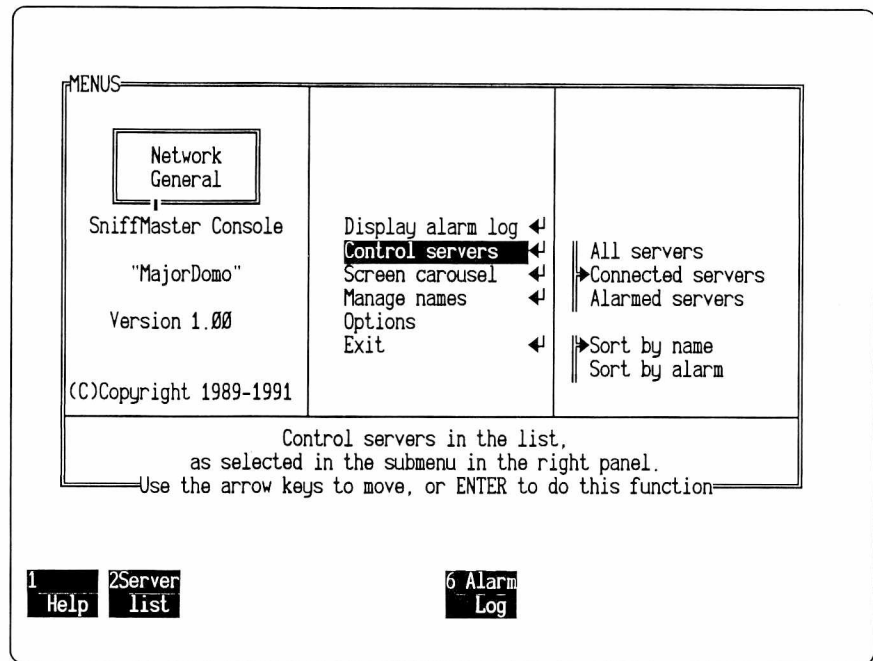 MENUS
Network
General
SniffMaster Console
"MajorDomo"
Version 1.00
(C)Copyright 1989-1991
Display alarm log
Control servers
Screen carousel
Manage names
Options
Exit
All servers
Connected servers
Alarmed servers
Sort by name
Sort by alarm
Control servers in the list,
as selected in the submenu in the right panel.
Use the arrow keys to move, or ENTER to do this function
1
Help
2Server
list
6 Alarm
Log